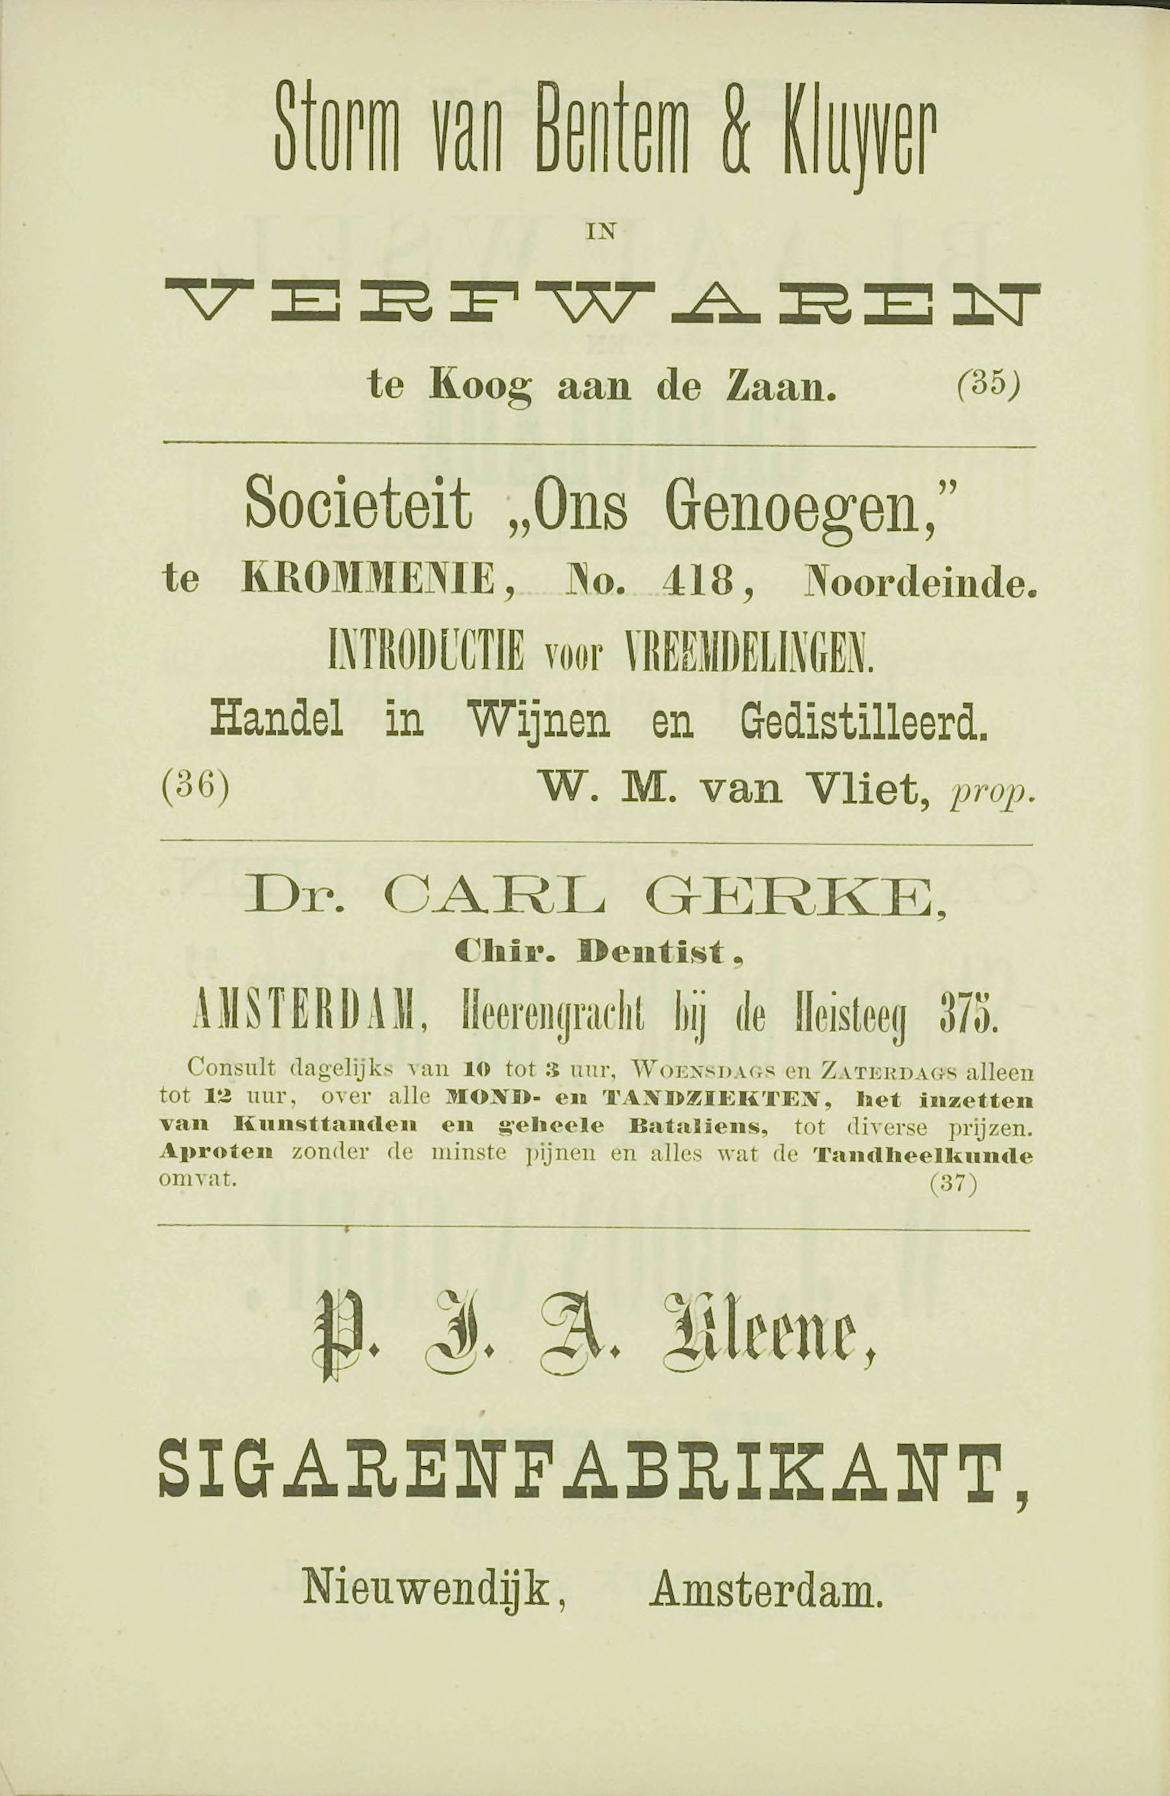 Storm van Bentem & Kluyver
IN
VERFWAREN
te Koog aan de Zaan. (35)
Societeit „Ons Genoegen,”
te KROMMENIE, No. 418, Noordeinde.
INTRODUCTIE voor VREEMDELINGEN.
Handel in Wijnen en Gedistilleerd.
(36) W. M. van Vliet, prop.
Dr. CARL GERKE,
Chir. Dentist,
AMSTERDAM, Heerengracht bij de Heisteeg 375.
Consult dagelijks van 10 tot 3 uur, WOENSDAGS en ZATERDAGS alleen
tot 12 uur, over alle MOND- en TANDZIEKTEN, het inzetten
van Kunsttanden en geheele Bataliens, tot diverse prijzen.
Aproten zonder de minste pijnen en alles wat de Tandheelkunde
omvat. (37)
P. J. A. Kleene,
SIGARENFABRIKANT,
Nieuwendijk, Amsterdam.